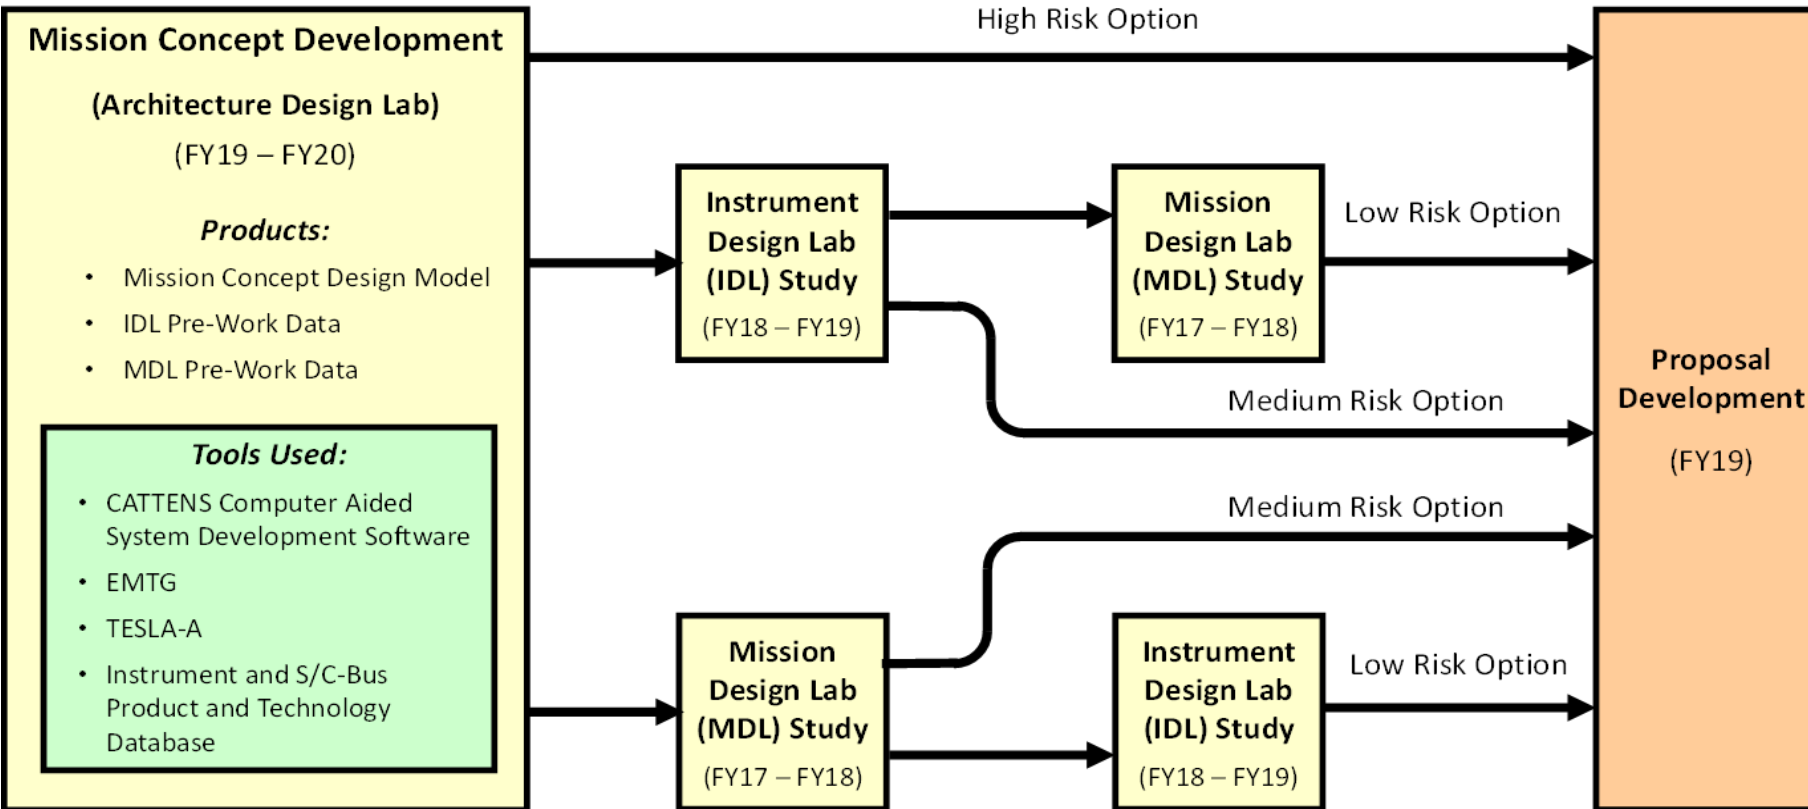 Mission Concept Development
(Architecture Design Lab)
(FY19 – FY20)
Products:
• Mission Concept Design Model
• IDL Pre-Work Data
• MDL Pre-Work Data
Tools Used:
• CATTENS Computer Aided
System Development Software
• EMTG
• TESLA-A
• Instrument and S/C-Bus
Product and Technology
Database
High Risk Option
Instrument
Design Lab
(IDL) Study
(FY18 – FY19)
Mission
Design Lab
(MDL) Study
(FY17 – FY18)
Low Risk Option
Medium Risk Option
Medium Risk Option
Mission
Design Lab
(MDL) Study
(FY17 – FY18)
Instrument
Design Lab
(IDL) Study
(FY18 – FY19)
Low Risk Option
Proposal
Development
(FY19)